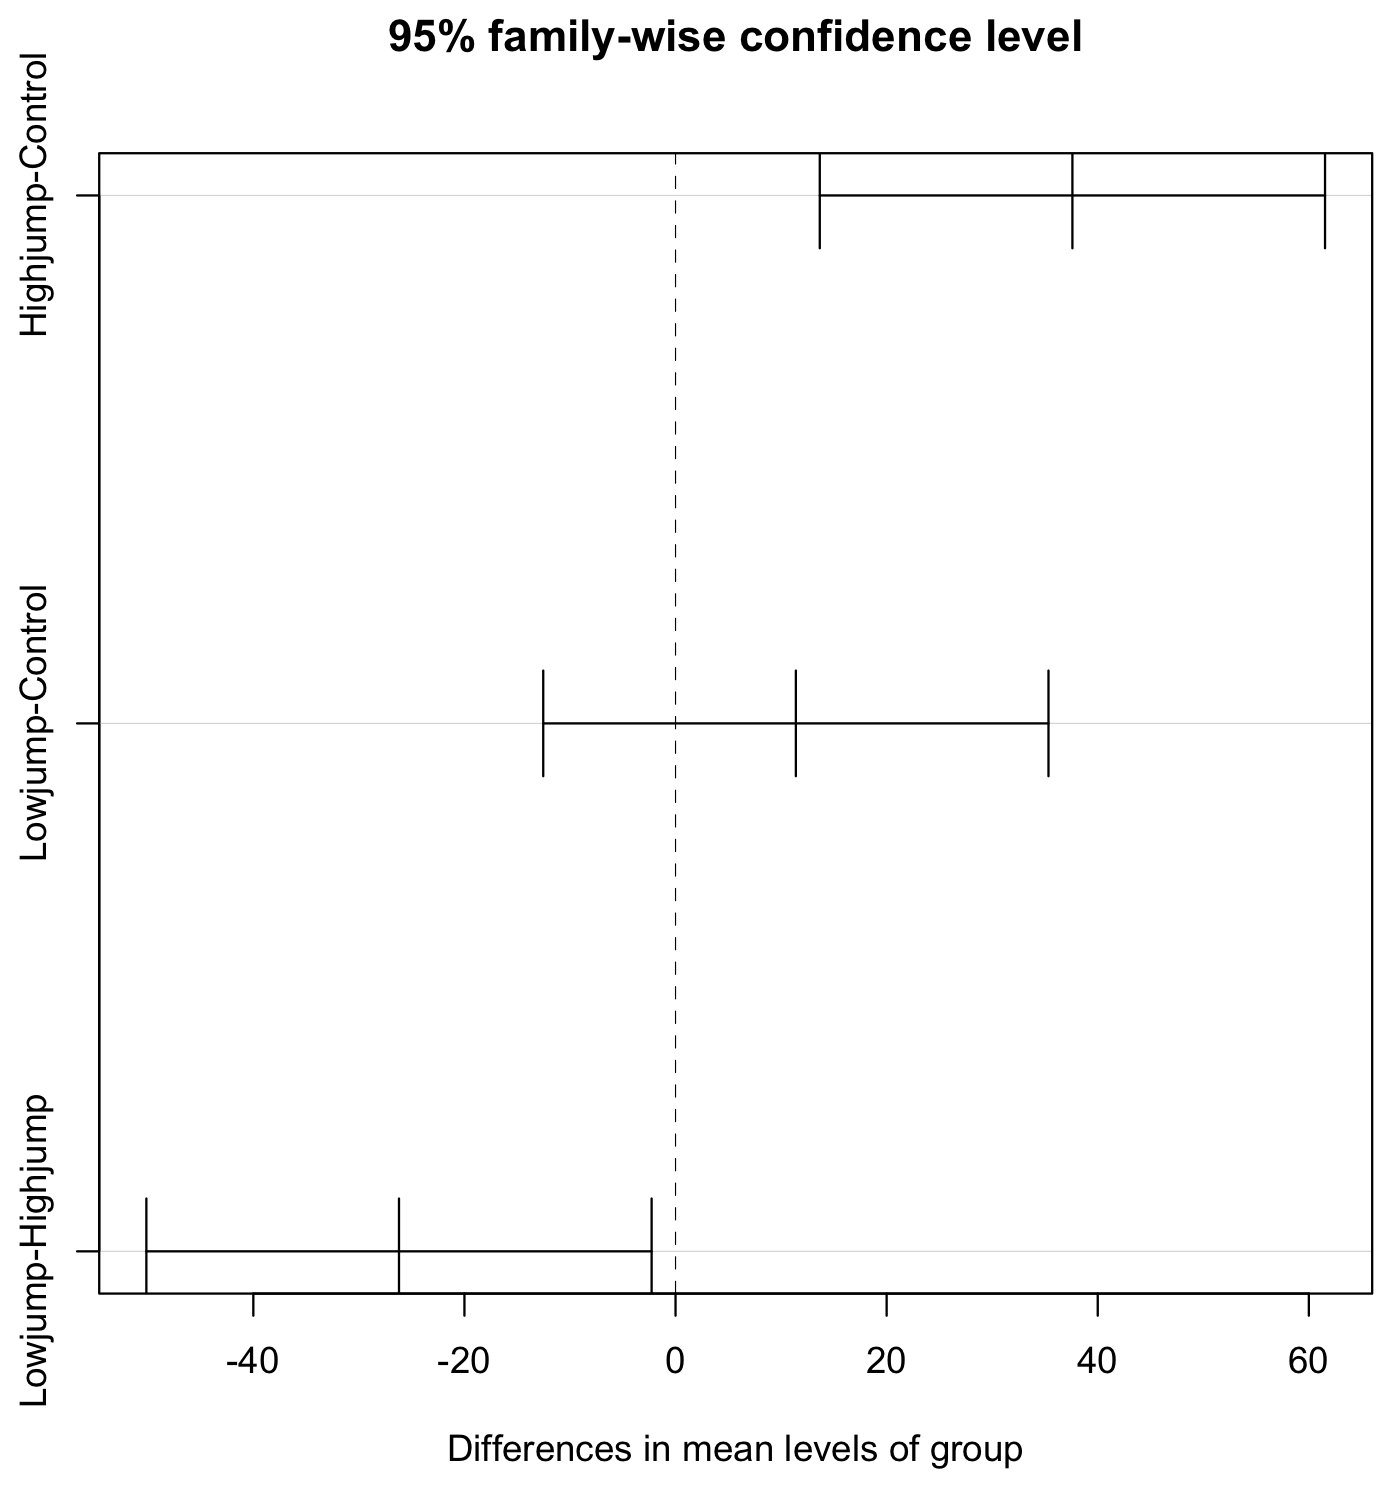 95% family-wise confidence level
Highjump-Control
Lowjump-Control
Lowjump-Highjump
-40 -20 0 20 40 60
Differences in mean levels of group